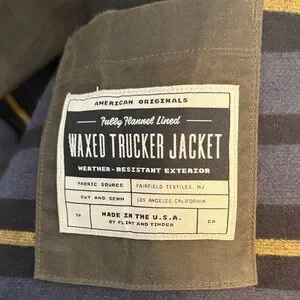 AMERICAN ORIGINALS
Fully Flannel Lined
WAXED TRUCKER JACKET
WEATHER-RESISTANT EXTERIOR
FABRIC SOURCE FAIRFIELD TEXTILES, NJ
CUT AND SEWN LOS ANGELES, CALIFORNIA
MADE IN THE U.S.A. CA
BY FLINT AND TINDER